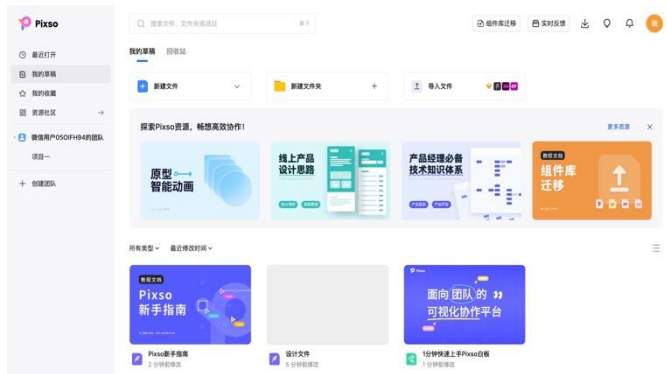 Pixso
搜索文件、文件夹或项目
⌘ F
组件库迁移
实时反馈
最近打开
我的草稿
我的收藏
资源社区
微信用户05OIFH94的团队
项目一
创建团队
我的草稿
回收站
新建文件
新建文件夹
导入文件
探索Pixso资源，畅想高效协作！
更多资源
原型
智能动画
线上产品
设计思路
产品经理必备
技术知识体系
教程文档
组件库
迁移
所有类型
最近修改时间
教程文档
Pixso
新手指南
Pixso
面向 团队 的
可视化协作平台
Pixso新手指南
2 分钟前修改
设计文件
5 分钟前修改
1分钟快速上手Pixso白板
1 分钟前修改